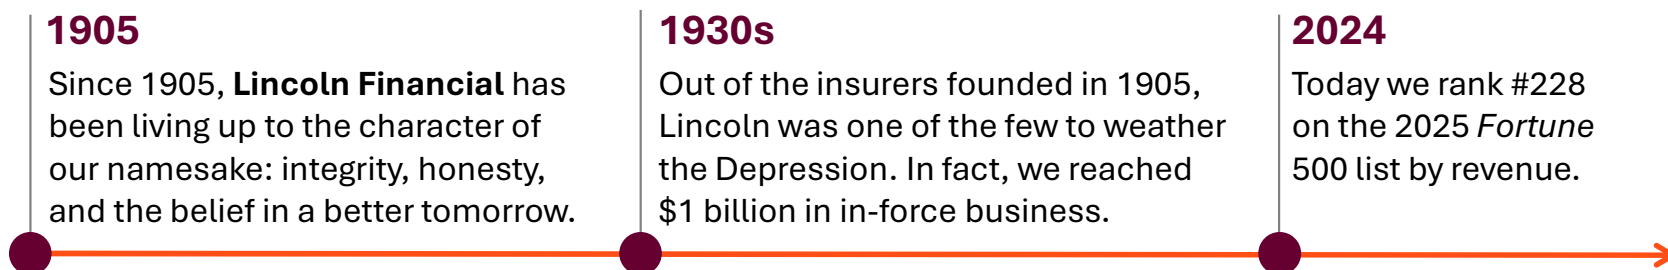 1905
Since 1905, Lincoln Financial has
been living up to the character of
our namesake: integrity, honesty,
and the belief in a better tomorrow.
1930s
Out of the insurers founded in 1905,
Lincoln was one of the few to weather
the Depression. In fact, we reached
$1 billion in in-force business.
2024
Today we rank #228
on the 2025 Fortune
500 list by revenue.